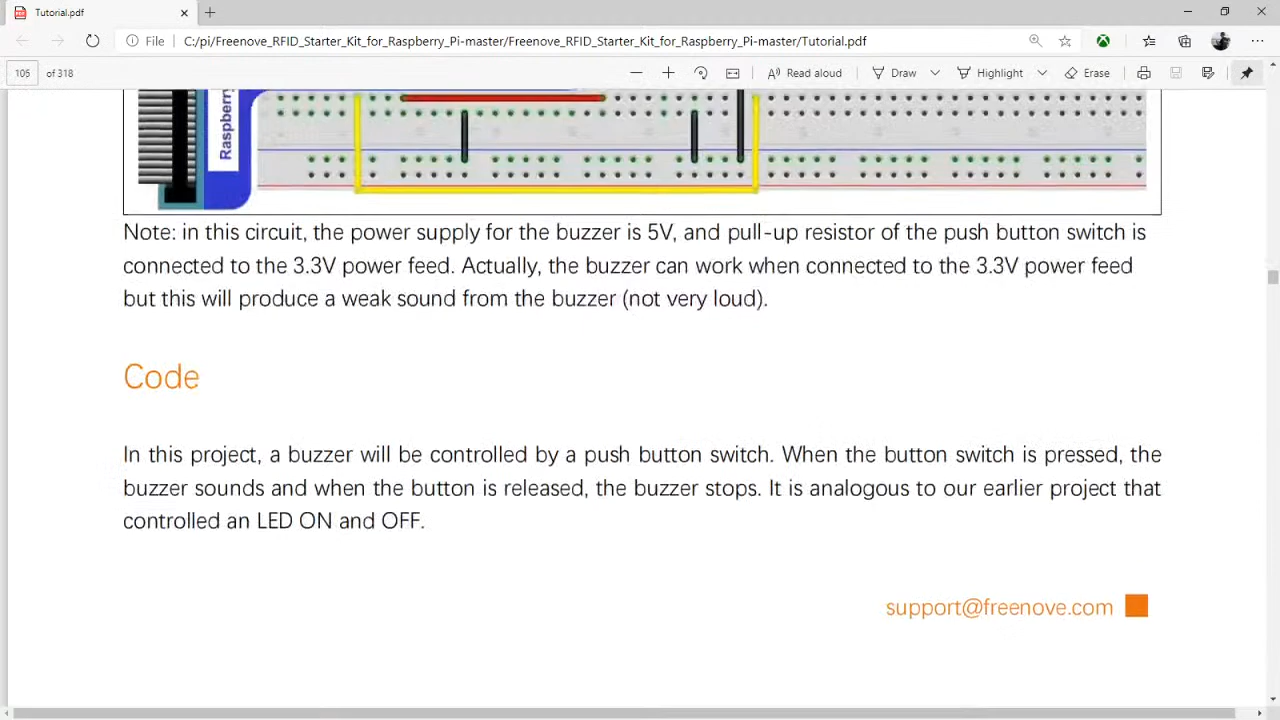 Tutorial.pdf
File
C:/pi/Freenove_RFID_Starter_Kit_for_Raspberry_Pi-master/Freenove_RFID_Starter_Kit_for_Raspberry_Pi-master/Tutorial.pdf
106 of 318
Read aloud
Draw
Highlight
Erase
Raspberry
Note: in this circuit, the power supply for the buzzer is 5V, and pull-up resistor of the push button switch is
connected to the 3.3V power feed. Actually, the buzzer can work when connected to the 3.3V power feed
but this will produce a weak sound from the buzzer (not very loud).
Code
In this project, a buzzer will be controlled by a push button switch. When the button switch is pressed, the
buzzer sounds and when the button is released, the buzzer stops. It is analogous to our earlier project that
controlled an LED ON and OFF.
support@freenove.com